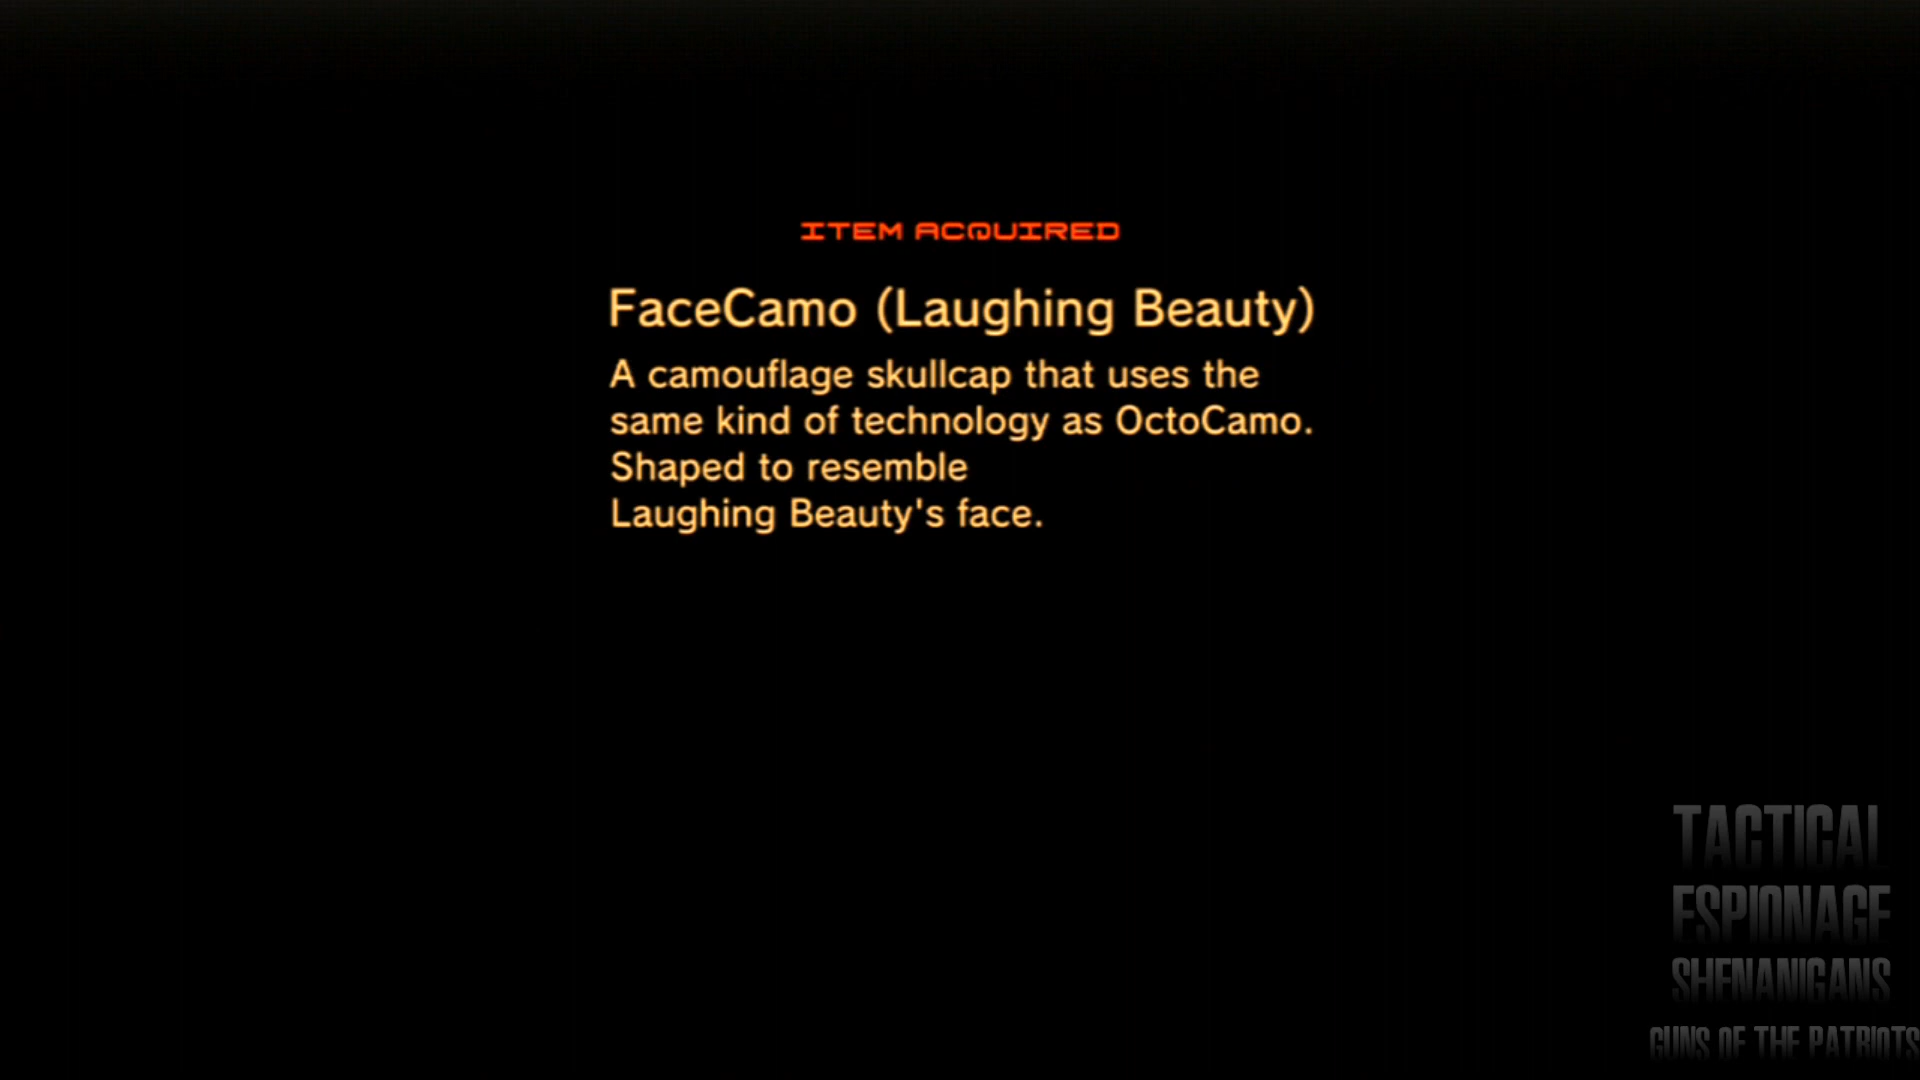 ITEM ACQUIRED
FaceCamo (Laughing Beauty)
A camouflage skullcap that uses the
same kind of technology as OctoCamo.
Shaped to resemble
Laughing Beauty's face.
TACTICAL
ESPIONAGE
SHENANIGANS
GUNS OF THE PATRIOTS